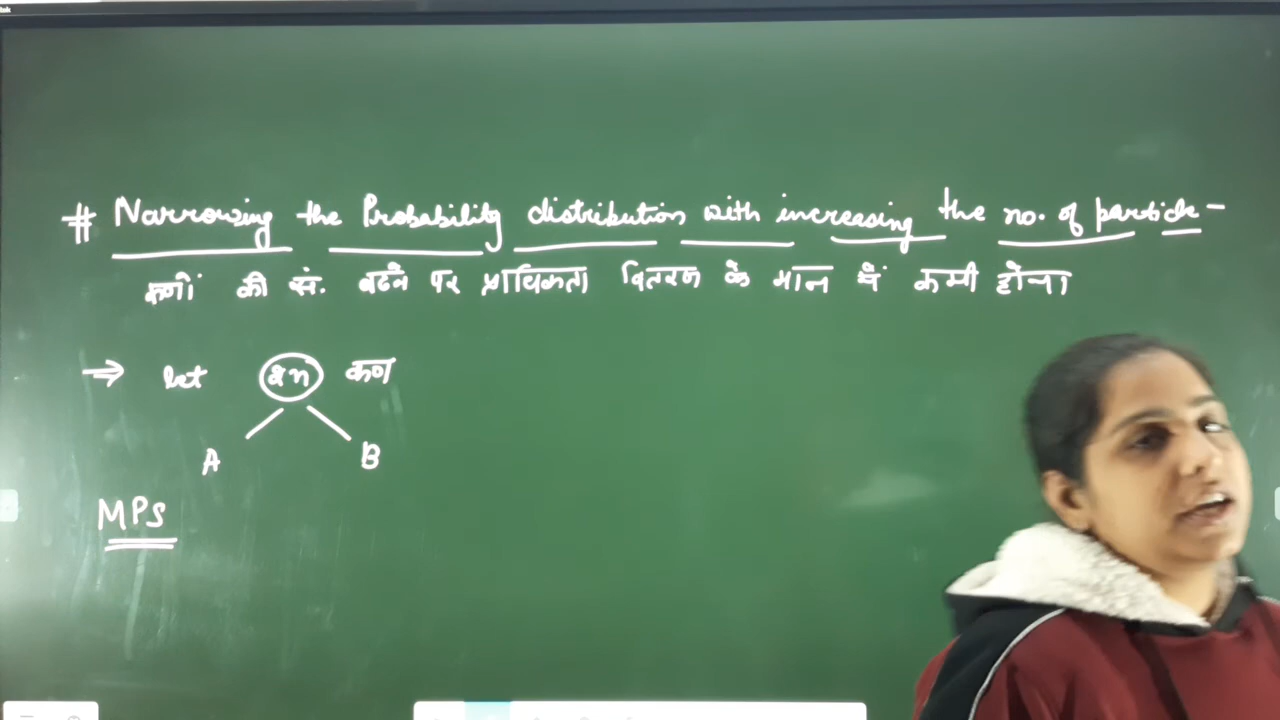 # Narrowing the Probability distribution with increasing the no. of particle -
कणों की सं. बढने पर प्रायिकता वितरण के मान में कमी होना
⇒ let 2n कण
A B
MPS